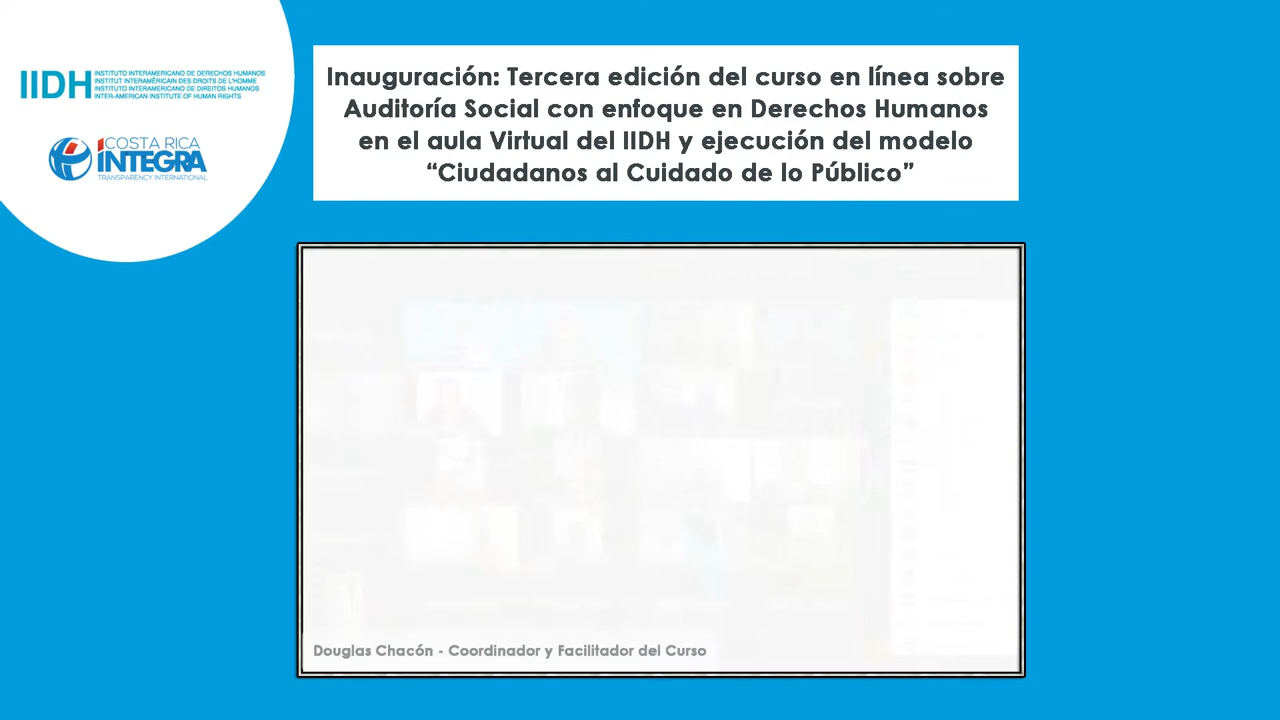 IIDH
INSTITUTO INTERAMERICANO DE DERECHOS HUMANOS
INSTITUT INTERAMÉRICAIN DES DROITS DE L'HOMME
INSTITUTO INTERAMERICANO DE DIREITOS HUMANOS
INTER-AMERICAN INSTITUTE OF HUMAN RIGHTS
COSTA RICA
INTEGRA
TRANSPARENCY INTERNATIONAL
Inauguración: Tercera edición del curso en línea sobre
Auditoría Social con enfoque en Derechos Humanos
en el aula Virtual del IIDH y ejecución del modelo
“Ciudadanos al Cuidado de lo Público”
Douglas Chacón - Coordinador y Facilitador del Curso